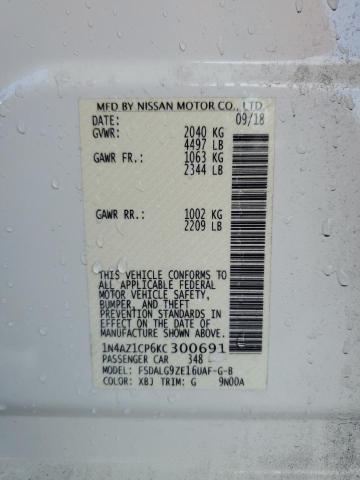 MFD BY NISSAN MOTOR CO., LTD.
DATE: 09/18
GVWR: 2040 KG
4497 LB
GAWR FR.: 1063 KG
2344 LB
GAWR RR.: 1002 KG
2209 LB
THIS VEHICLE CONFORMS TO
ALL APPLICABLE FEDERAL
MOTOR VEHICLE SAFETY,
BUMPER, AND THEFT
PREVENTION STANDARDS
IN EFFECT ON THE DATE OF
MANUFACTURE SHOWN
ABOVE.
1N4AZ1CP6KC 300691
PASSENGER CAR 348
MODEL: FSDALG9ZE16UAF-G-B
COLOR: XBJ TRIM: G 9N00A